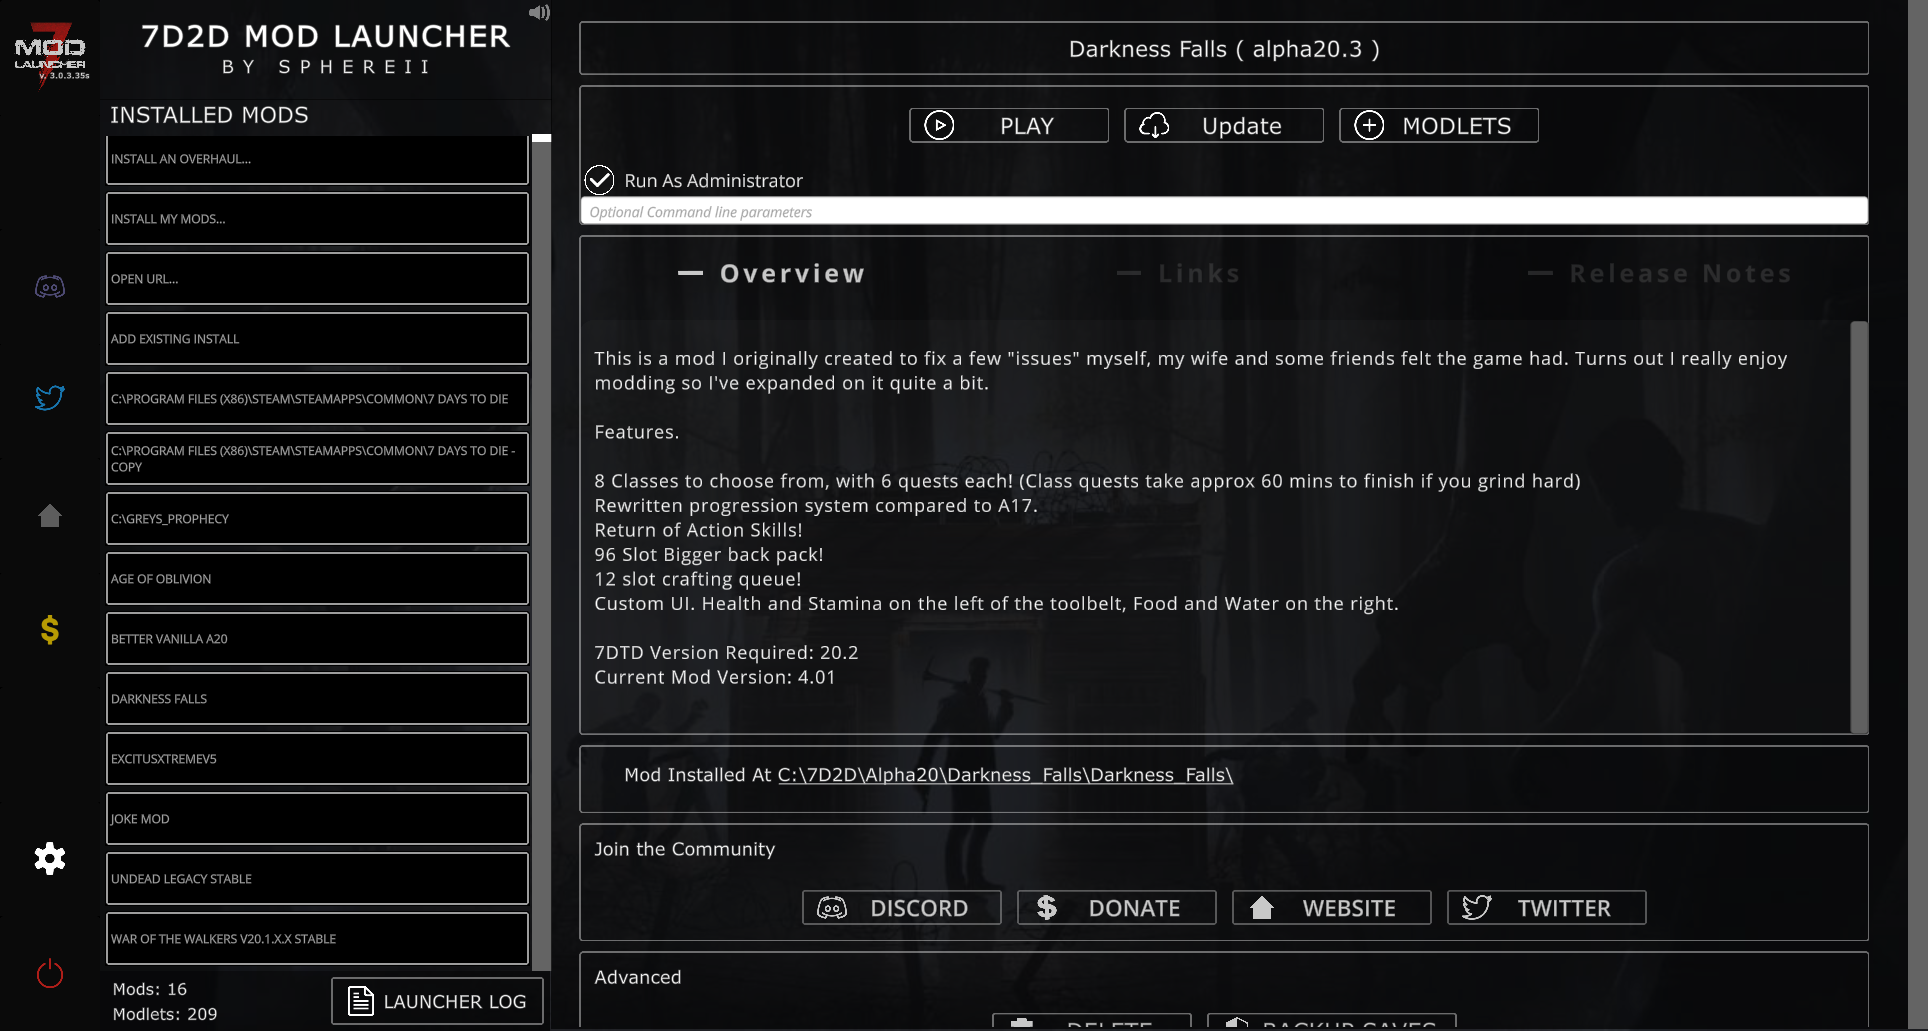 7
MOD
LAUNCHER
v. 3.0.3.35s
7D2D MOD LAUNCHER
BY SPHEREII
INSTALLED MODS
INSTALL AN OVERHAUL...
INSTALL MY MODS...
OPEN URL...
ADD EXISTING INSTALL
C:\PROGRAM FILES (X86)\STEAM\STEAMAPPS\COMMON\7 DAYS TO DIE
C:\PROGRAM FILES (X86)\STEAM\STEAMAPPS\COMMON\7 DAYS TO DIE -
COPY
C:\GREYS_PROPHECY
AGE OF OBLIVION
BETTER VANILLA A20
DARKNESS FALLS
EXCITUSXTREMEV5
JOKE MOD
UNDEAD LEGACY STABLE
WAR OF THE WALKERS V20.1.X.X STABLE
Mods: 16
Modlets: 209
LAUNCHER LOG
Darkness Falls ( alpha20.3 )
PLAY
Update
MODLETS
Run As Administrator
Optional Command line parameters
Overview
Links
Release Notes
This is a mod I originally created to fix a few "issues" myself, my wife and some friends felt the game had. Turns out I really enjoy
modding so I've expanded on it quite a bit.
Features.
8 Classes to choose from, with 6 quests each! (Class quests take approx 60 mins to finish if you grind hard)
Rewritten progression system compared to A17.
Return of Action Skills!
96 Slot Bigger back pack!
12 slot crafting queue!
Custom UI. Health and Stamina on the left of the toolbelt, Food and Water on the right.
7DTD Version Required: 20.2
Current Mod Version: 4.01
Mod Installed At C:\7D2D\Alpha20\Darkness_Falls\Darkness_Falls\
Join the Community
DISCORD
DONATE
WEBSITE
TWITTER
Advanced
DELETE
BACKUP SAVES